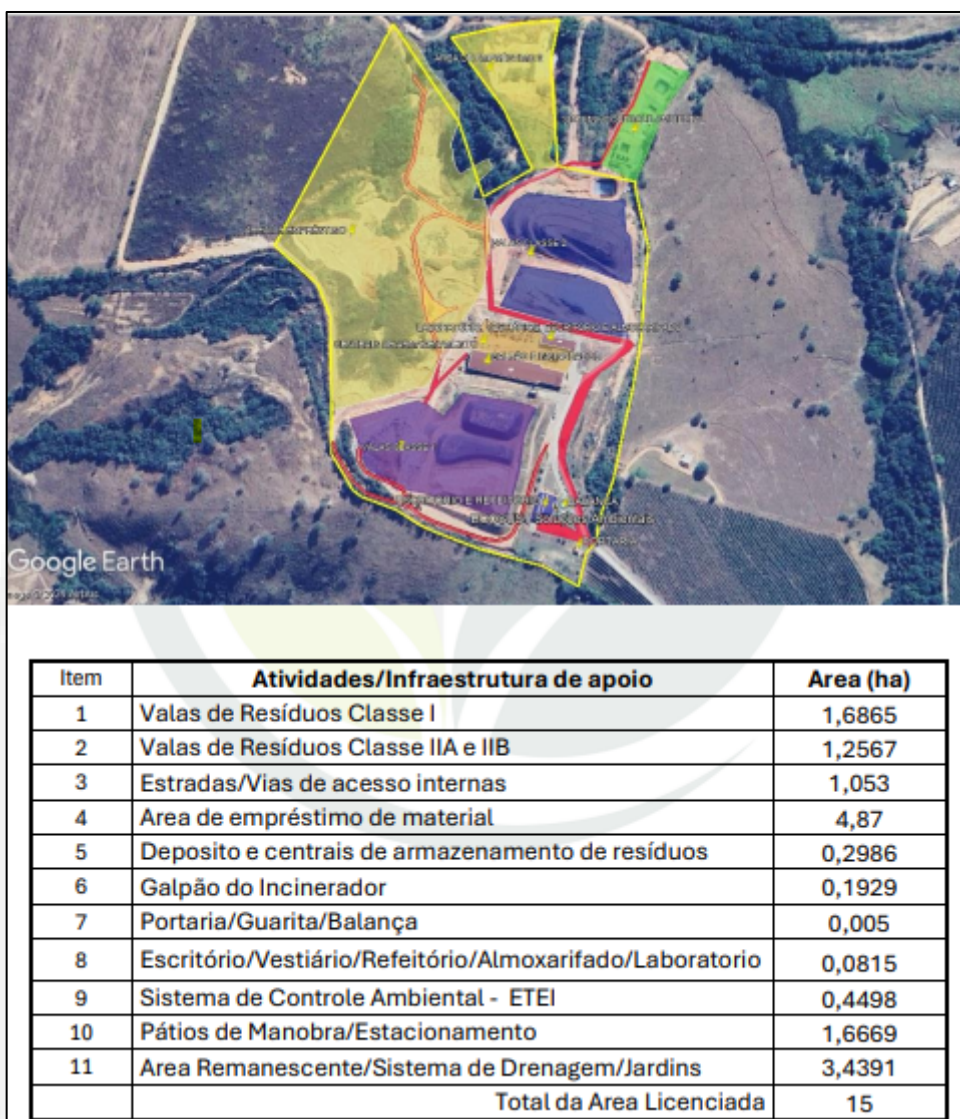 VALAS CLASSE 2
PORTARIA
Google Earth
Item Atividades/Infraestrutura de apoio Area (ha)
1 Valas de Resíduos Classe I 1,6865
2 Valas de Resíduos Classe IIA e IIB 1,2567
3 Estradas/Vias de acesso internas 1,053
4 Area de empréstimo de material 4,87
5 Deposito e centrais de armazenamento de resíduos 0,2986
6 Galpão do Incinerador 0,1929
7 Portaria/Guarita/Balança 0,005
8 Escritório/Vestiário/Refeitório/Almoxarifado/Laboratorio 0,0815
9 Sistema de Controle Ambiental - ETEI 0,4498
10 Pátios de Manobra/Estacionamento 1,6669
11 Area Remanescente/Sistema de Drenagem/Jardins 3,4391
Total da Area Licenciada 15